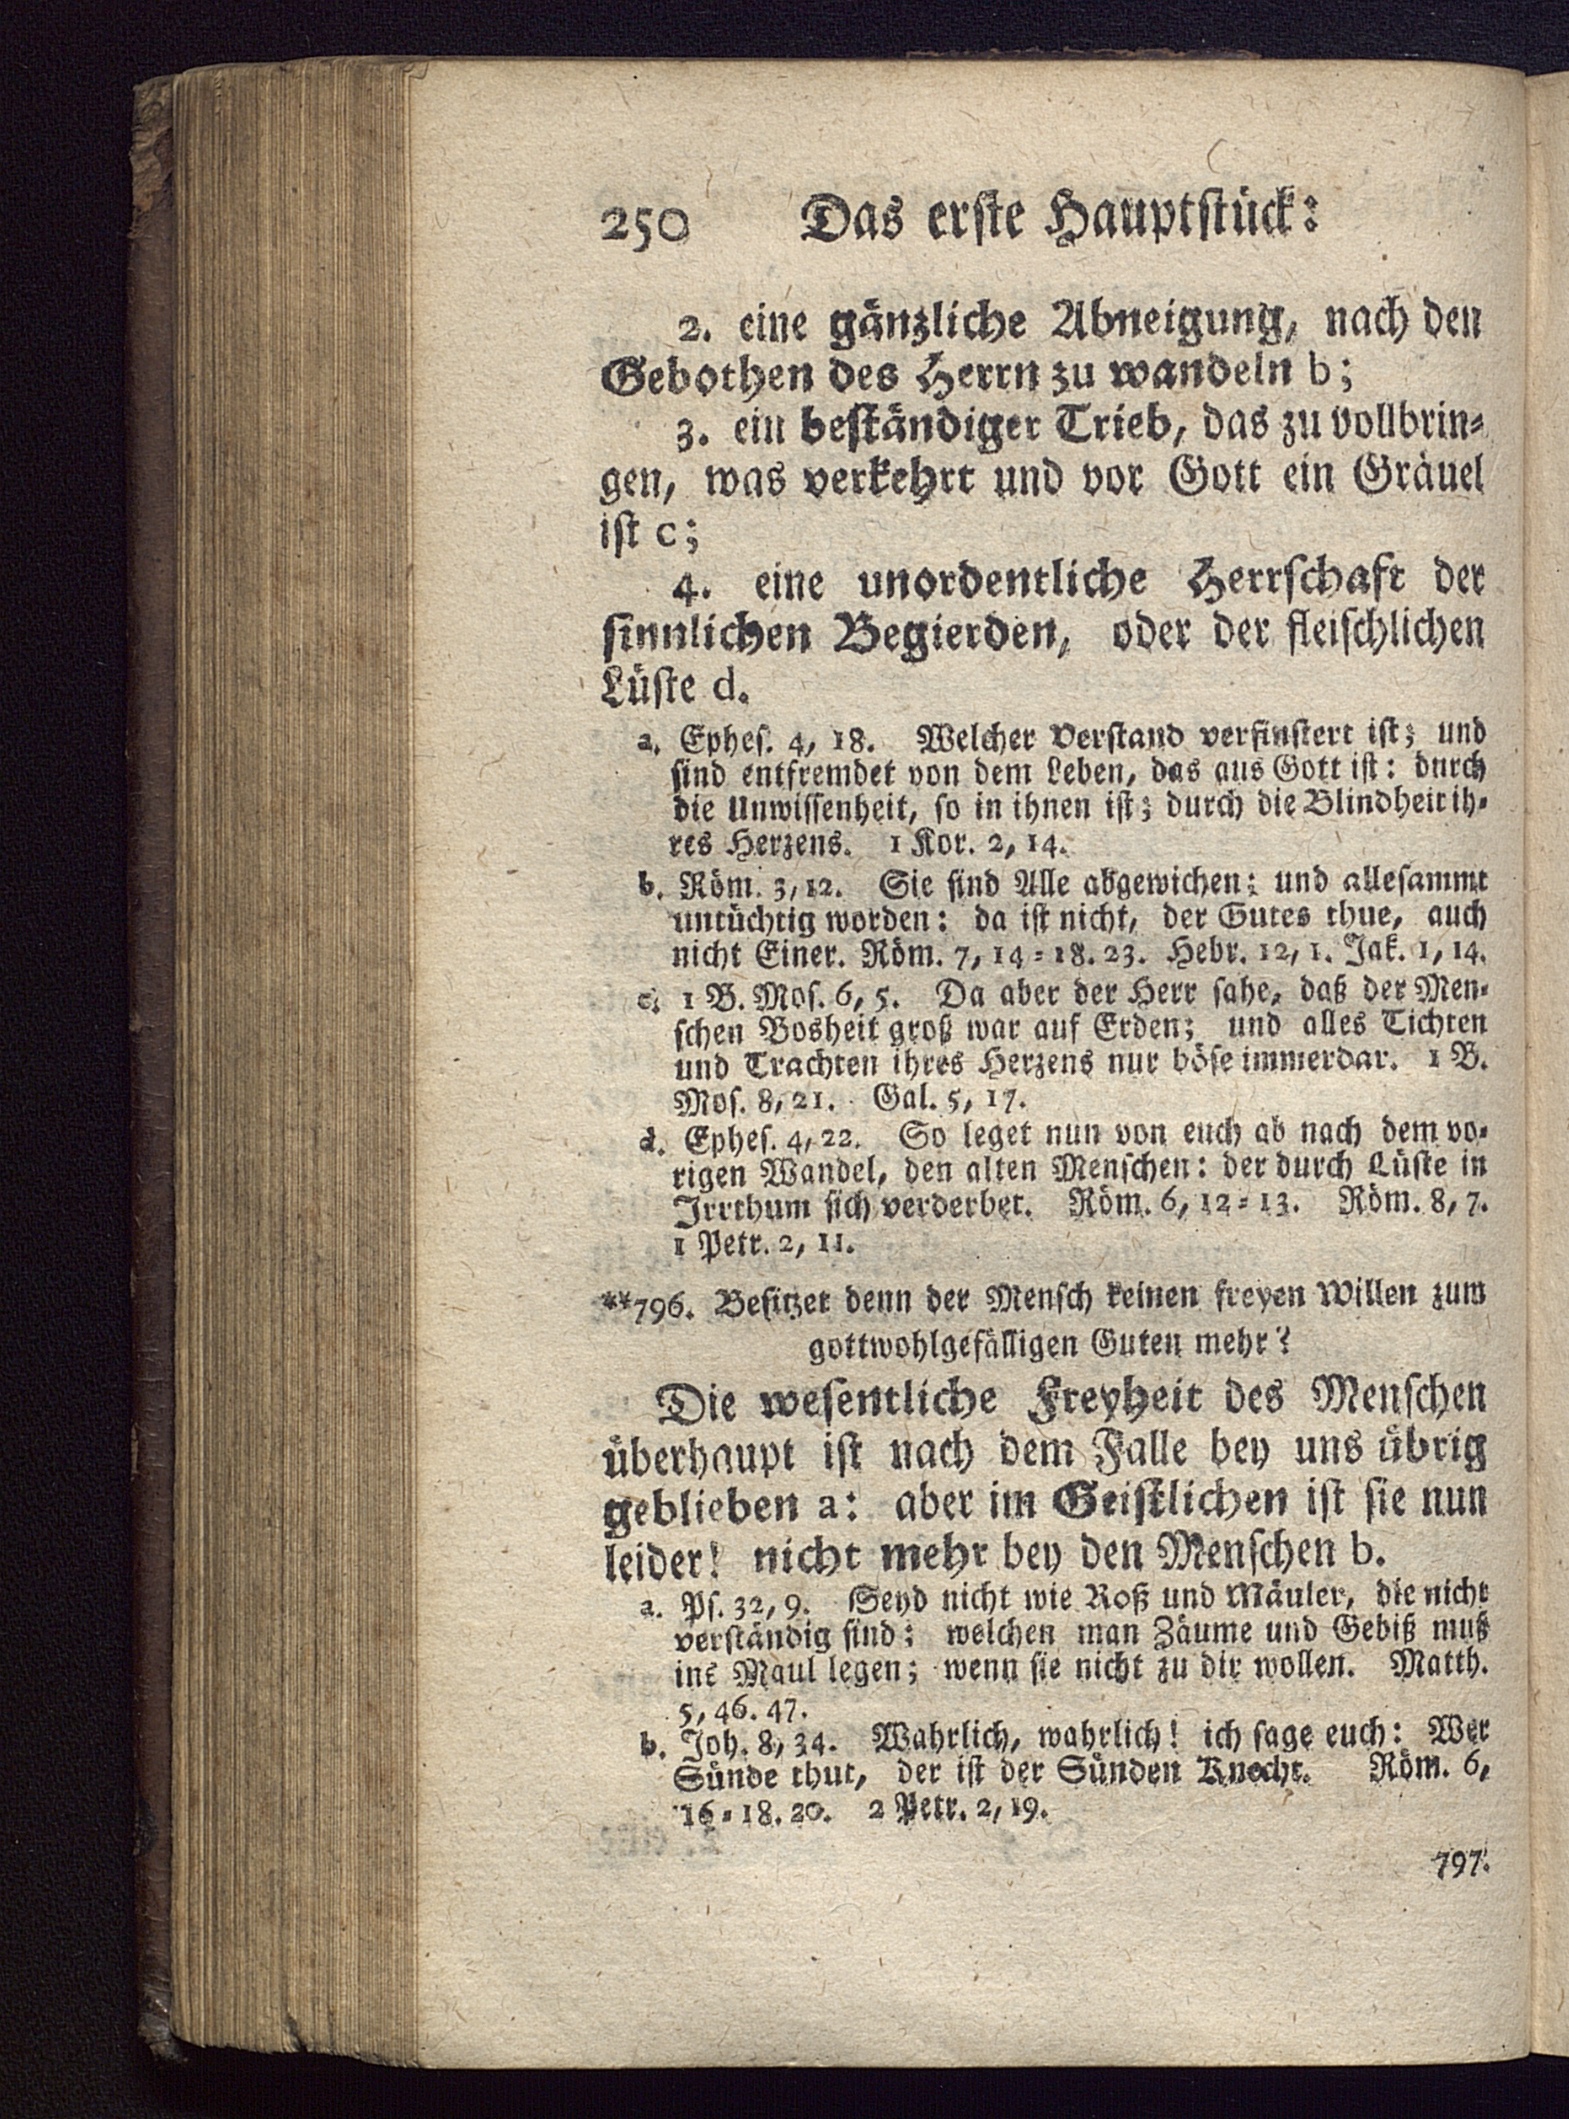 250 Das erste Hauptstück:
2. eine gänzliche Abneigung, nach den
Gebothen des Herrn zu wandeln b;
3. ein beständiger Trieb, das zu vollbrin=
gen, was verkehrt und vor Gott ein Gräuel
ist c;
4. eine unordentliche Herrschaft der
sinnlichen Begierden, oder der fleischlichen
Lüste d.
a. Ephes. 4, 18. Welcher Verstand verfinstert ist; und
sind entfremdet von dem Leben, das aus Gott ist: durch
die Unwissenheit, so in ihnen ist; durch die Blindheit ih=
res Herzens. 1 Kor. 2, 14.
b. Röm. 3, 12. Sie sind Alle abgewichen; und allesammt
untüchtig worden: da ist nicht, der Gutes thue, auch
nicht Einer. Röm. 7, 14=18. 23. Hebr. 12, 1. Jak. 1, 14.
c. 1 B. Mos. 6, 5. Da aber der Herr sahe, daß der Men=
schen Bosheit groß war auf Erden; und alles Tichten
und Trachten ihres Herzens nur böse immerdar. 1 B.
Mos. 8, 21. Gal. 5, 17.
d. Ephes. 4, 22. So leget nun von euch ab nach dem vo=
rigen Wandel, den alten Menschen: der durch Lüste in
Irrthum sich verderbet. Röm. 6, 12=13. Röm. 8, 7.
1 Petr. 2, 11.
**796. Besitzet denn der Mensch keinen freyen Willen zum
gottwohlgefälligen Guten mehr?
Die wesentliche Freyheit des Menschen
überhaupt ist nach dem Falle bey uns übrig
geblieben a: aber im Geistlichen ist sie nun
leider! nicht mehr bey den Menschen b.
a. Ps. 32, 9. Seyd nicht wie Roß und Mäuler, die nicht
verständig sind; welchen man Zäume und Gebiß muß
ins Maul legen; wenn sie nicht zu dir wollen. Matth.
5, 46. 47.
b. Joh. 8, 34. Wahrlich, wahrlich! ich sage euch: Wer
Sünde thut, der ist der Sünden Knecht. Röm. 6,
16=18. 20. 2 Petr. 2, 19.
797.